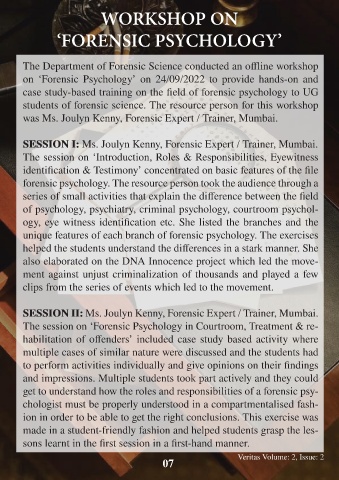 WORKSHOP ON
‘FORENSIC PSYCHOLOGY’
The Department of Forensic Science conducted an offline workshop
on ‘Forensic Psychology’ on 24/09/2022 to provide hands-on and
case study-based training on the field of forensic psychology to UG
students of forensic science. The resource person for this workshop
was Ms. Joulyn Kenny, Forensic Expert / Trainer, Mumbai.
SESSION I: Ms. Joulyn Kenny, Forensic Expert / Trainer, Mumbai.
The session on ‘Introduction, Roles & Responsibilities, Eyewitness
identification & Testimony’ concentrated on basic features of the file
forensic psychology. The resource person took the audience through a
series of small activities that explain the difference between the field
of psychology, psychiatry, criminal psychology, courtroom psychol-
ogy, eye witness identification etc. She listed the branches and the
unique features of each branch of forensic psychology. The exercises
helped the students understand the differences in a stark manner. She
also elaborated on the DNA Innocence project which led the move-
ment against unjust criminalization of thousands and played a few
clips from the series of events which led to the movement.
SESSION II: Ms. Joulyn Kenny, Forensic Expert / Trainer, Mumbai.
The session on ‘Forensic Psychology in Courtroom, Treatment & re-
habilitation of offenders’ included case study based activity where
multiple cases of similar nature were discussed and the students had
to perform activities individually and give opinions on their findings
and impressions. Multiple students took part actively and they could
get to understand how the roles and responsibilities of a forensic psy-
chologist must be properly understood in a compartmentalised fash-
ion in order to be able to get the right conclusions. This exercise was
made in a student-friendly fashion and helped students grasp the les-
sons learnt in the first session in a first-hand manner.
Veritas Volume: 2, Issue: 2
07